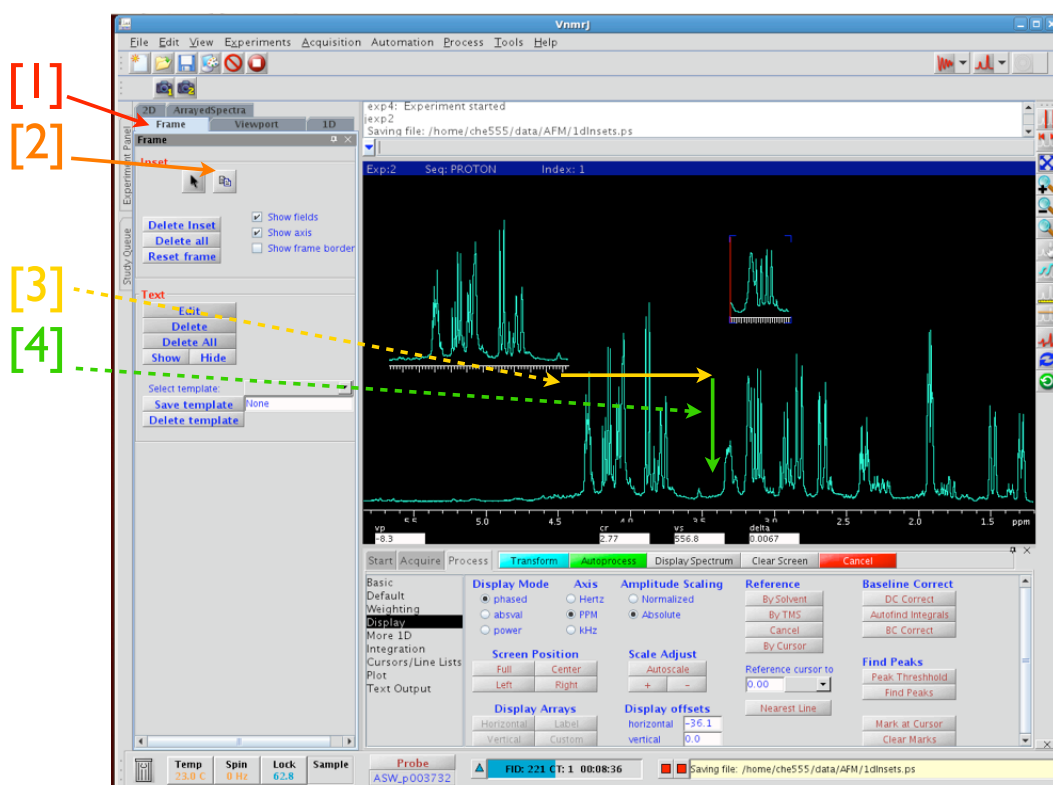 VnmrJ
File Edit View Experiments Acquisition Automation Process Tools Help
[1]
[2]
[3]
[4]
Experiment Panel
Study Queue
2D ArrayedSpectra
Frame Viewport 1D
Frame
Inset
Delete Inset
Delete all
Reset frame
Show fields
Show axis
Show frame border
Text
Edit
Delete
Delete All
Show Hide
Select template:
Save template None
Delete template
exp4: Experiment started
jexp2
Saving file: /home/che555/data/AFM/1dInsets.ps
Exp:2 Seq: PROTON Index: 1
5.5 5.0 4.5 4.0 3.5 3.0 2.5 2.0 1.5 ppm
vp cr vs delta
-8.3 2.77 556.8 0.0067
Start Acquire Process Transform Autoprocess Display Spectrum Clear Screen Cancel
Basic
Default
Weighting
Display
More 1D
Integration
Cursors/Line Lists
Plot
Text Output
Display Mode
phased
absval
power
Axis
Hertz
PPM
kHz
Amplitude Scaling
Normalized
Absolute
Screen Position
Full Center
Left Right
Scale Adjust
Autoscale
+ -
Display Arrays
Horizontal Label
Vertical Custom
Display offsets
horizontal -36.1
vertical 0.0
Reference
By Solvent
By TMS
Cancel
By Cursor
Reference cursor to
0.00
Nearest Line
Baseline Correct
DC Correct
Autofind Integrals
BC Correct
Find Peaks
Peak Threshhold
Find Peaks
Mark at Cursor
Clear Marks
Temp Spin Lock Sample
23.0 C 0 Hz 62.8
Probe
ASW_p003732
FID: 221 CT: 1 00:08:36
Saving file: /home/che555/data/AFM/1dInsets.ps